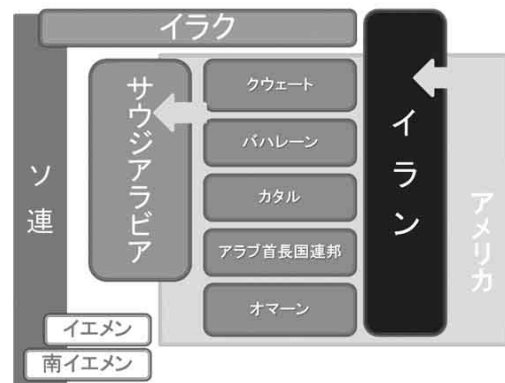 イラク
サウジアラビア
クウェート
バハレーン
カタル
アラブ首長国連邦
オマーン
イラン
アメリカ
ソ連
イエメン
南イエメン